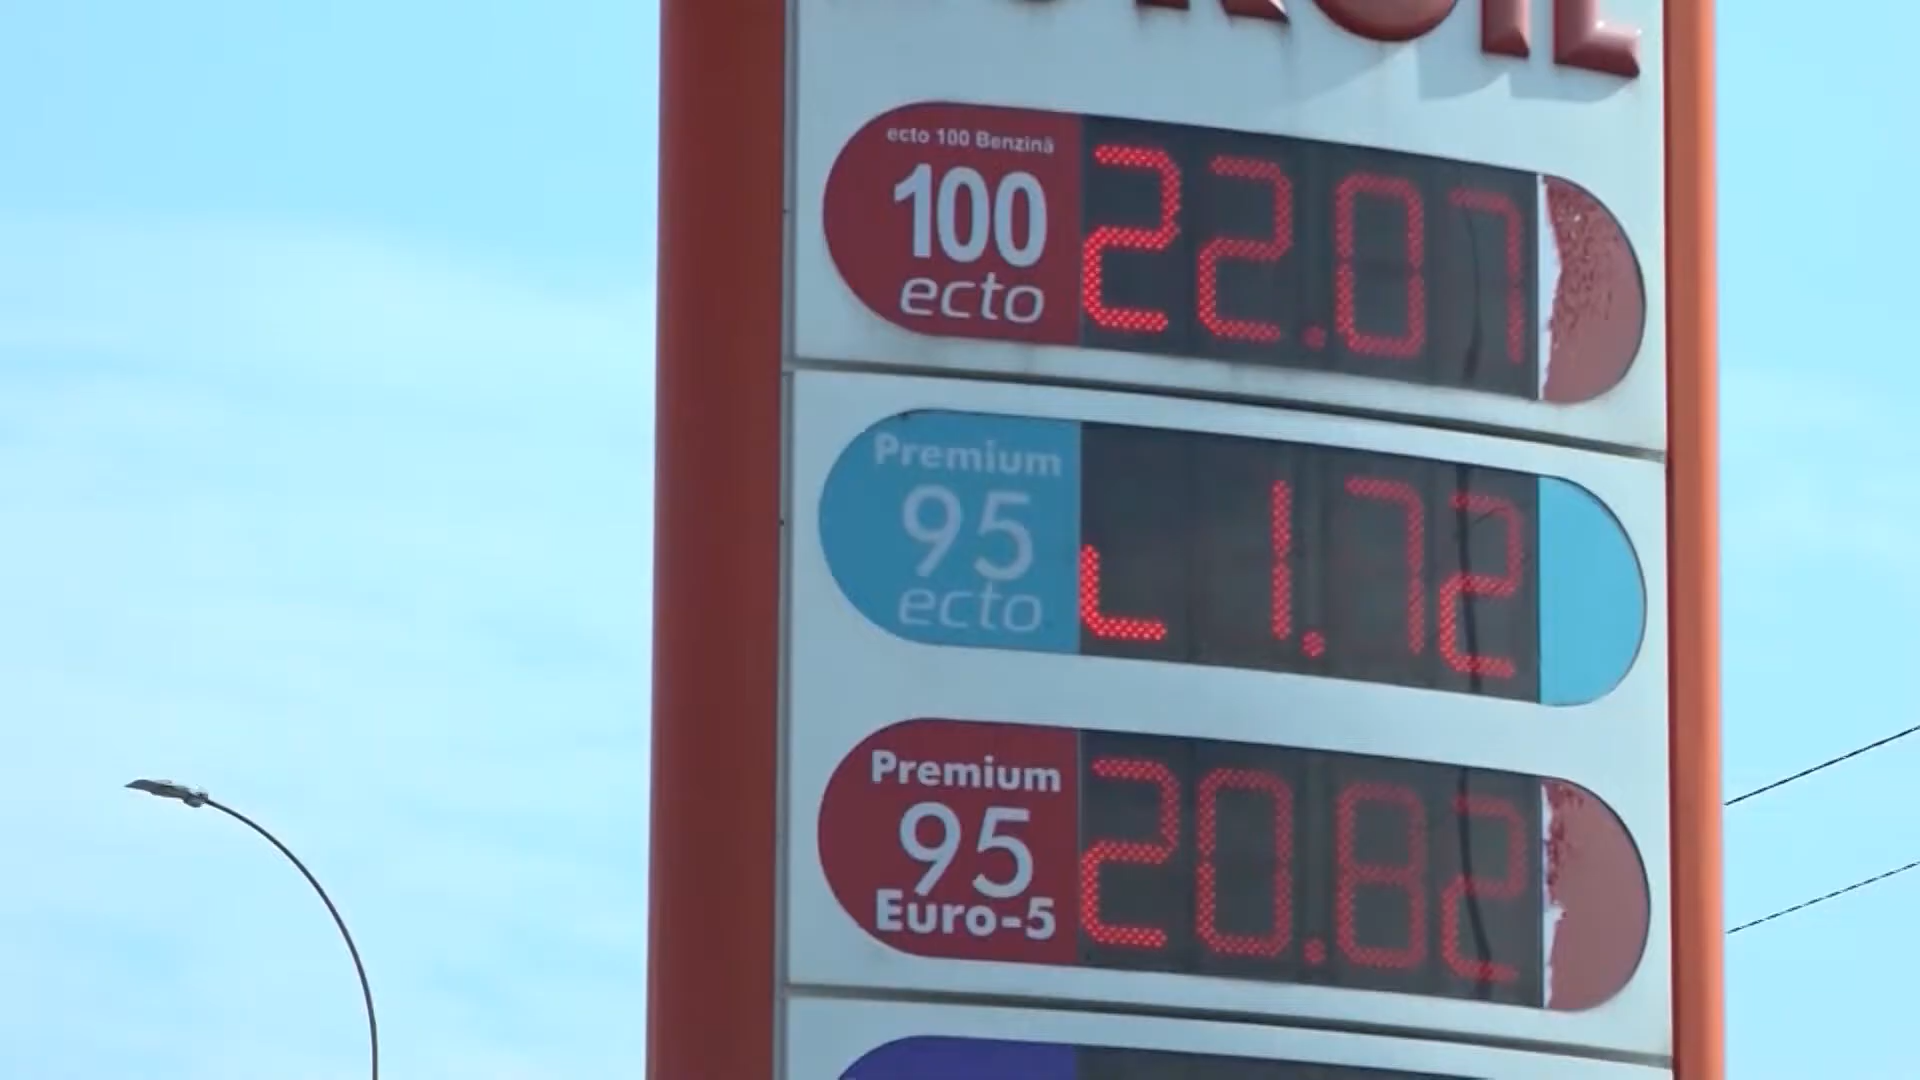 ecto 100 Benzină
100
ecto
22.07
Premium
95
ecto
1.72
Premium
95
Euro-5
20.82